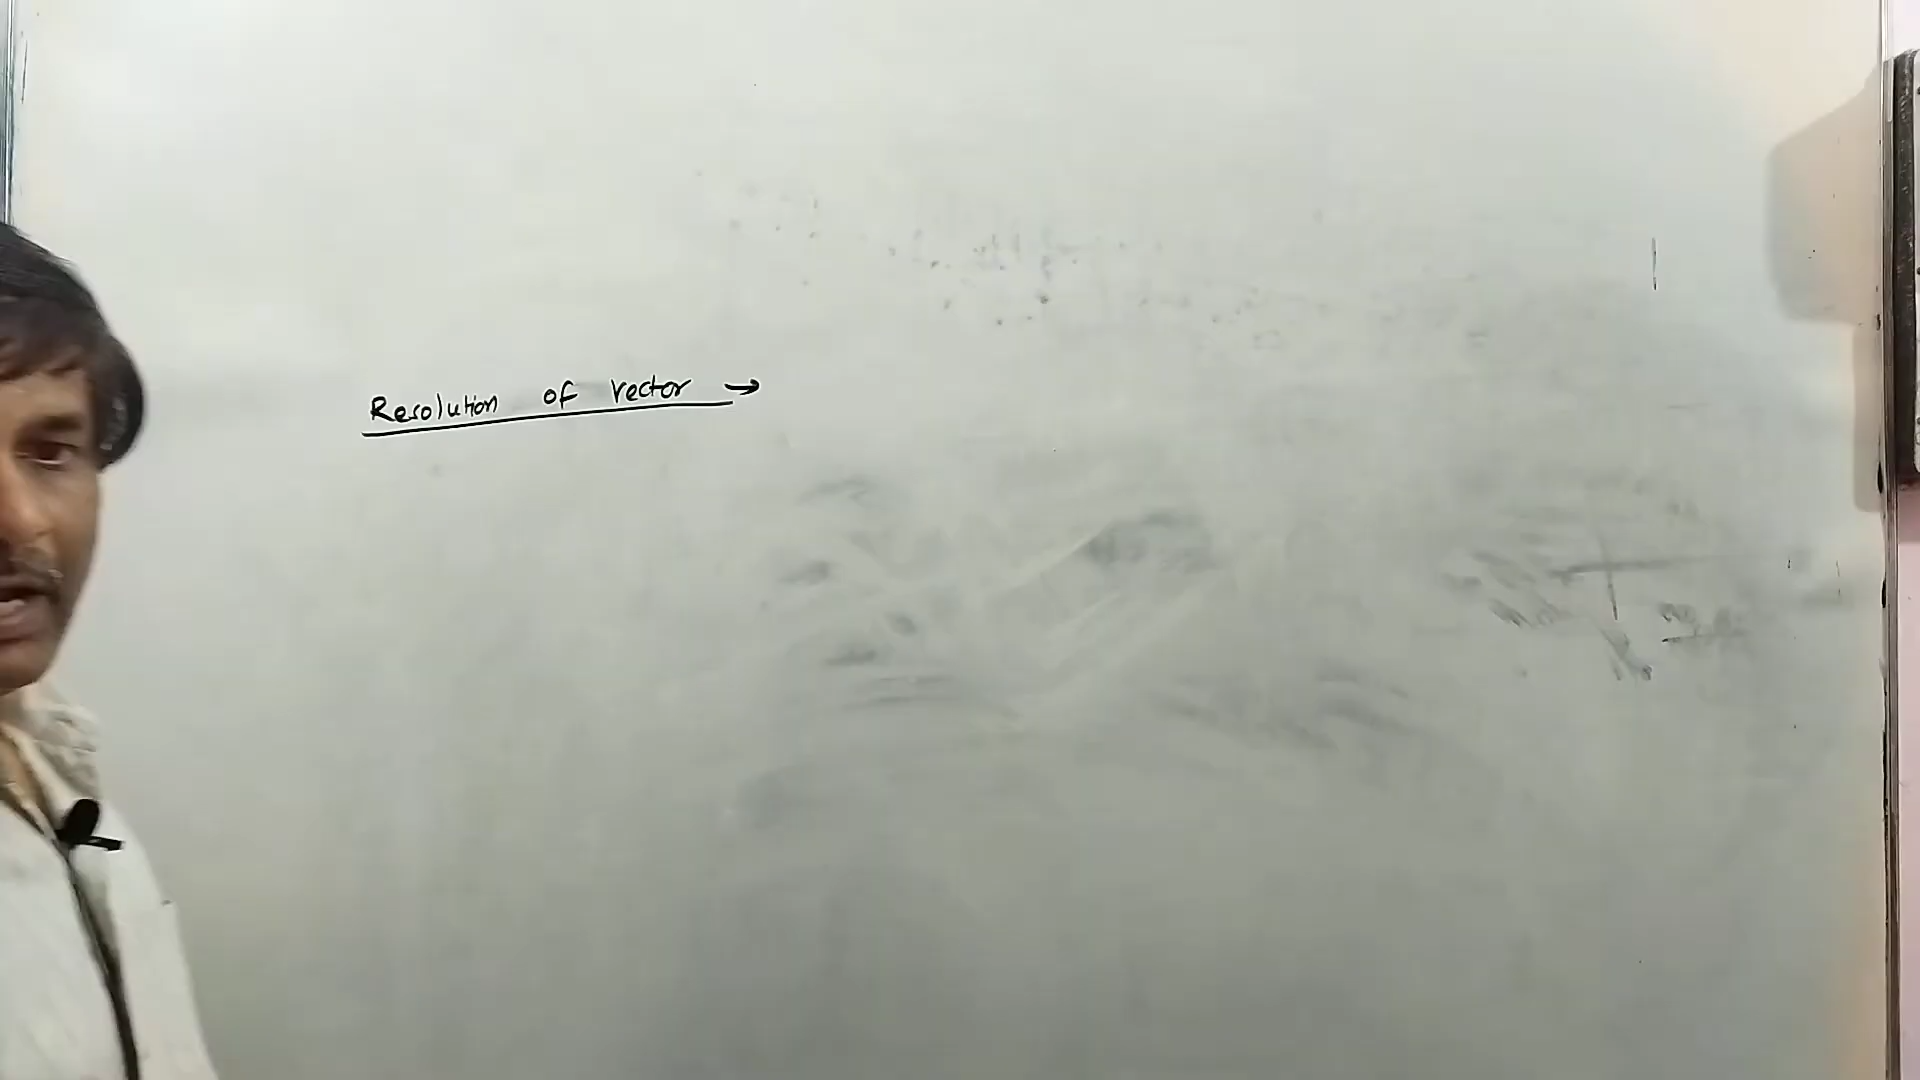 Resolution of vector →